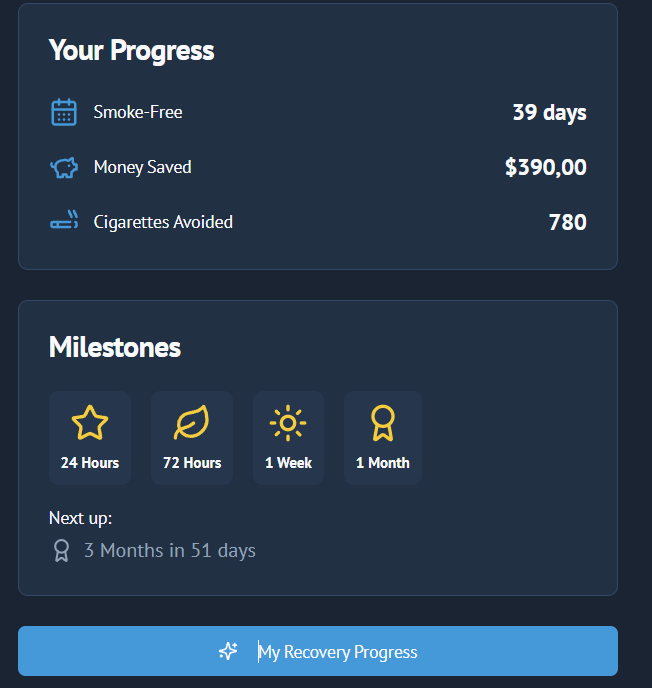 Your Progress
Smoke-Free 39 days
Money Saved $390,00
Cigarettes Avoided 780
Milestones
24 Hours 72 Hours 1 Week 1 Month
Next up:
3 Months in 51 days
My Recovery Progress